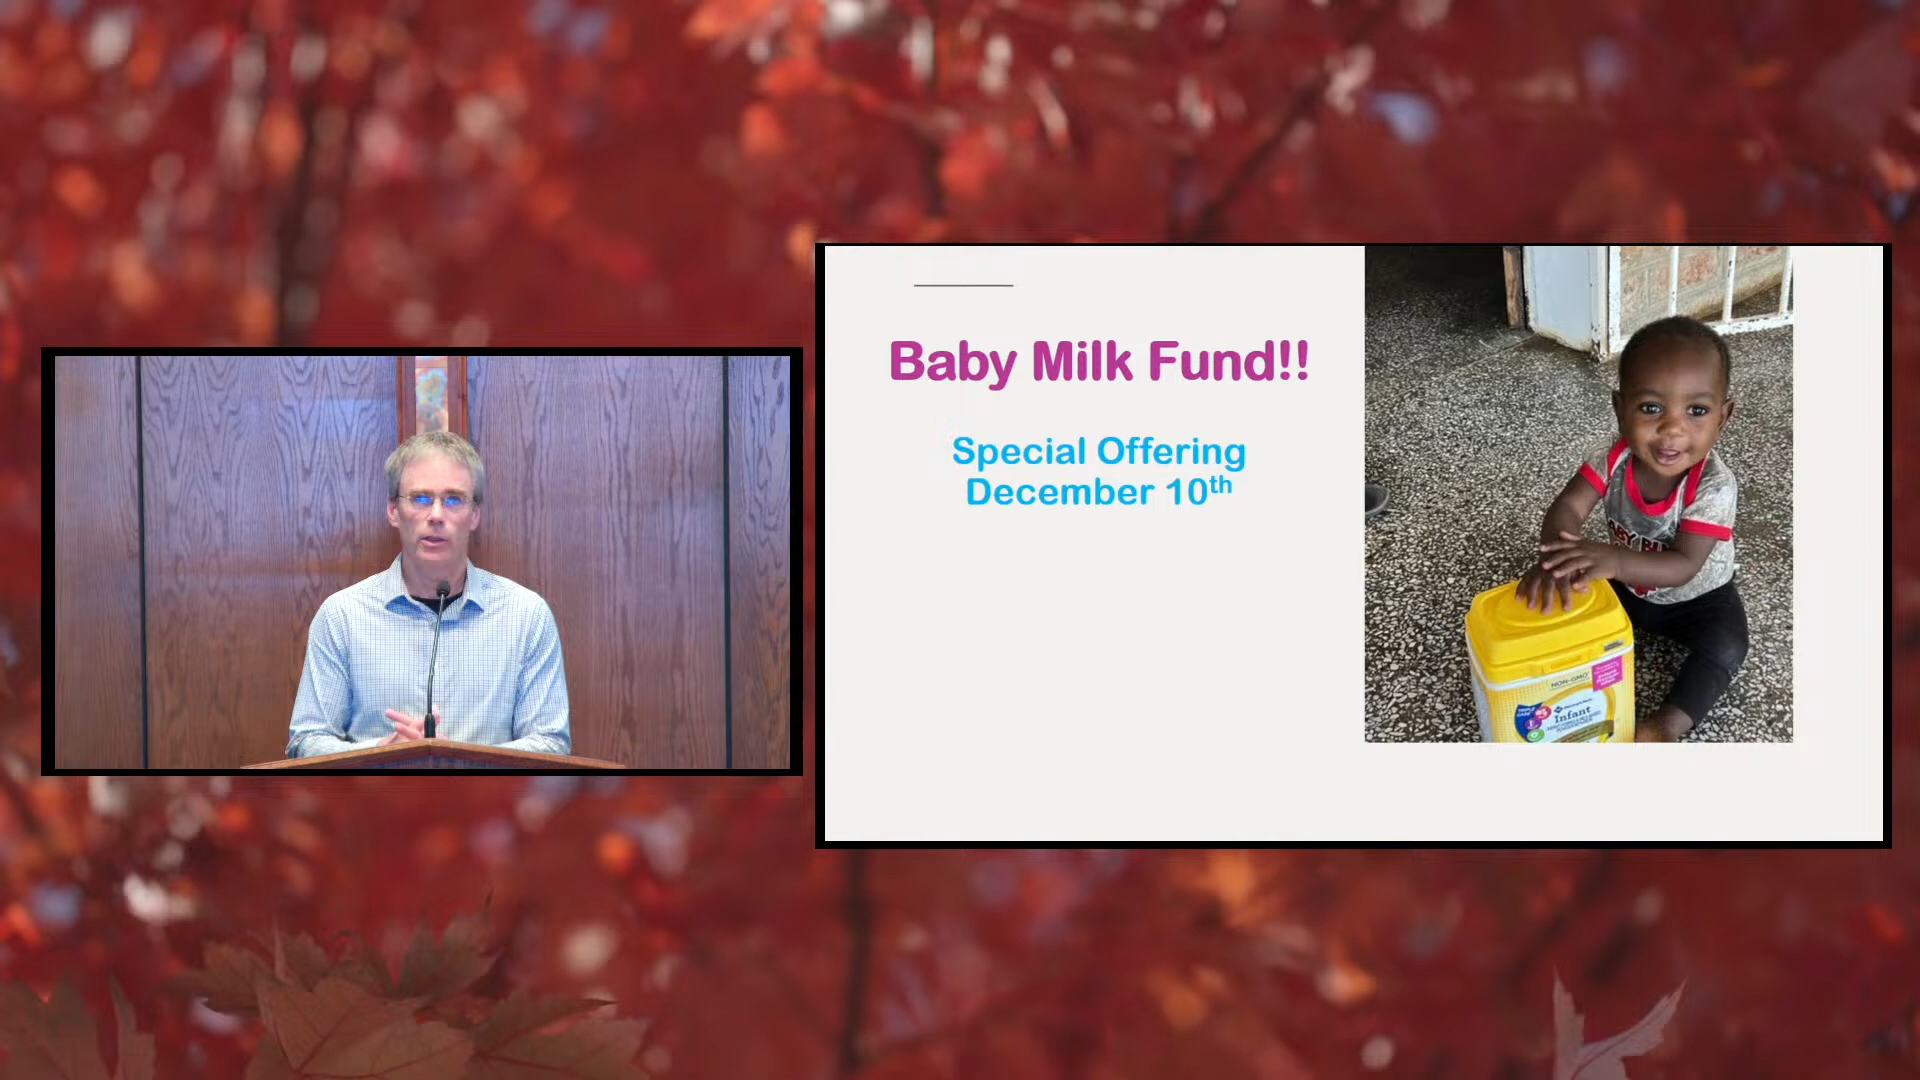 Baby Milk Fund!!
Special Offering
December 10th
NON-GMO
Infant